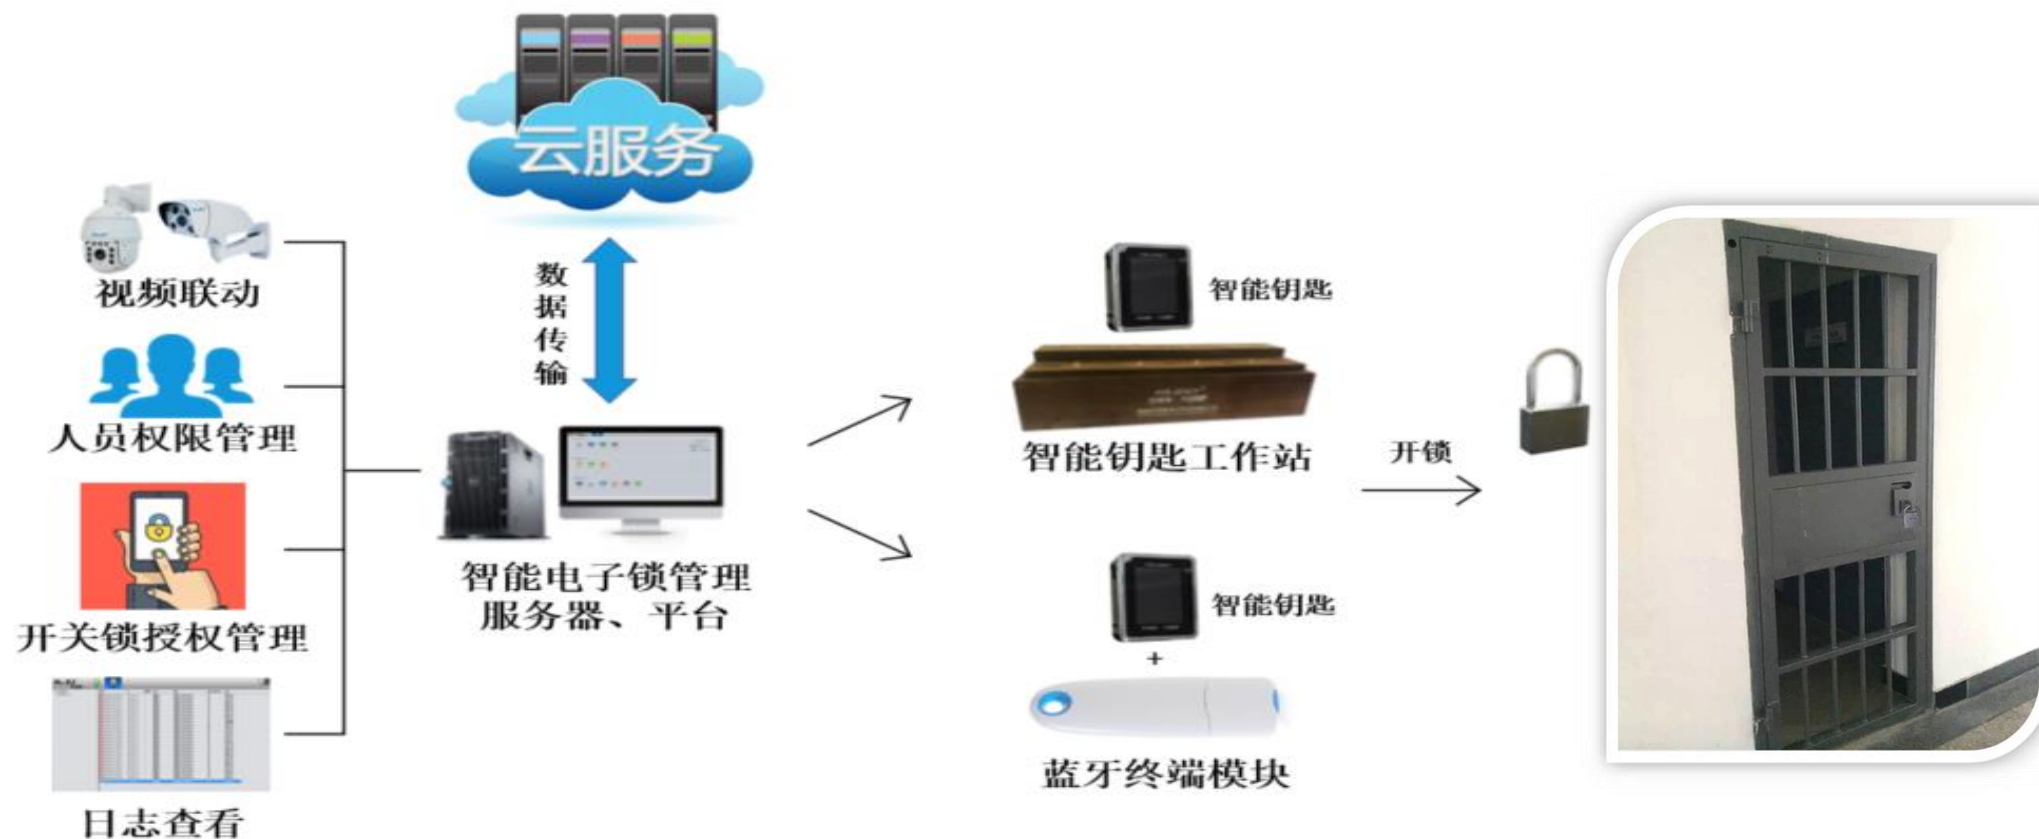 云服务
视频联动
数
据
传
输
智能钥匙
人员权限管理
智能钥匙工作站
开锁
智能电子锁管理
服务器、平台
智能钥匙
开关锁授权管理
+
蓝牙终端模块
日志查看